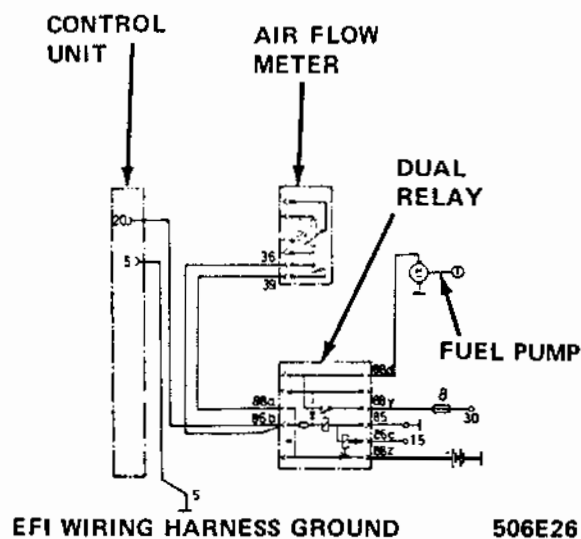 CONTROL
UNIT
AIR FLOW
METER
DUAL
RELAY
20
5
36
39
FUEL PUMP
88d
88a
88y
8
30
86b
85
86c
15
88z
5
EFI WIRING HARNESS GROUND
506E26